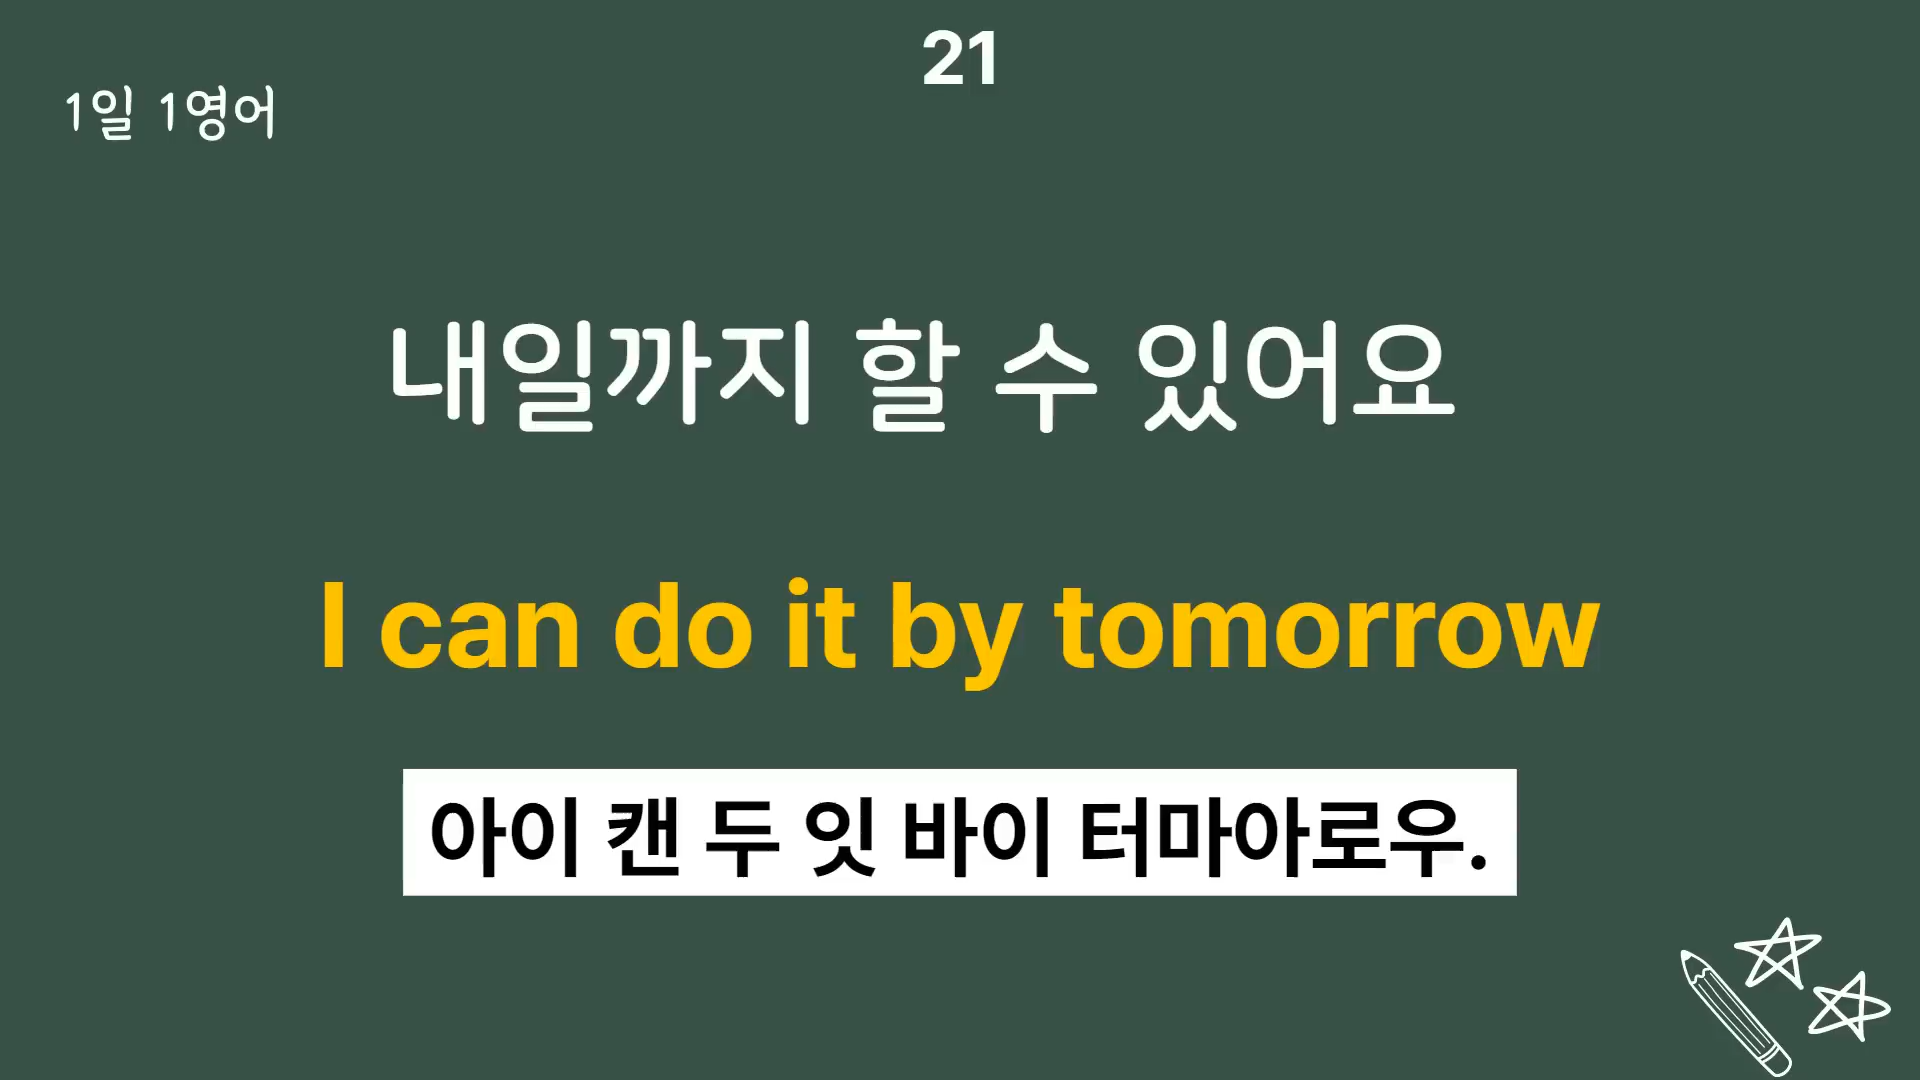 21
1일 1영어
내일까지 할 수 있어요
I can do it by tomorrow
아이 캔 두 잇 바이 터마아로우.